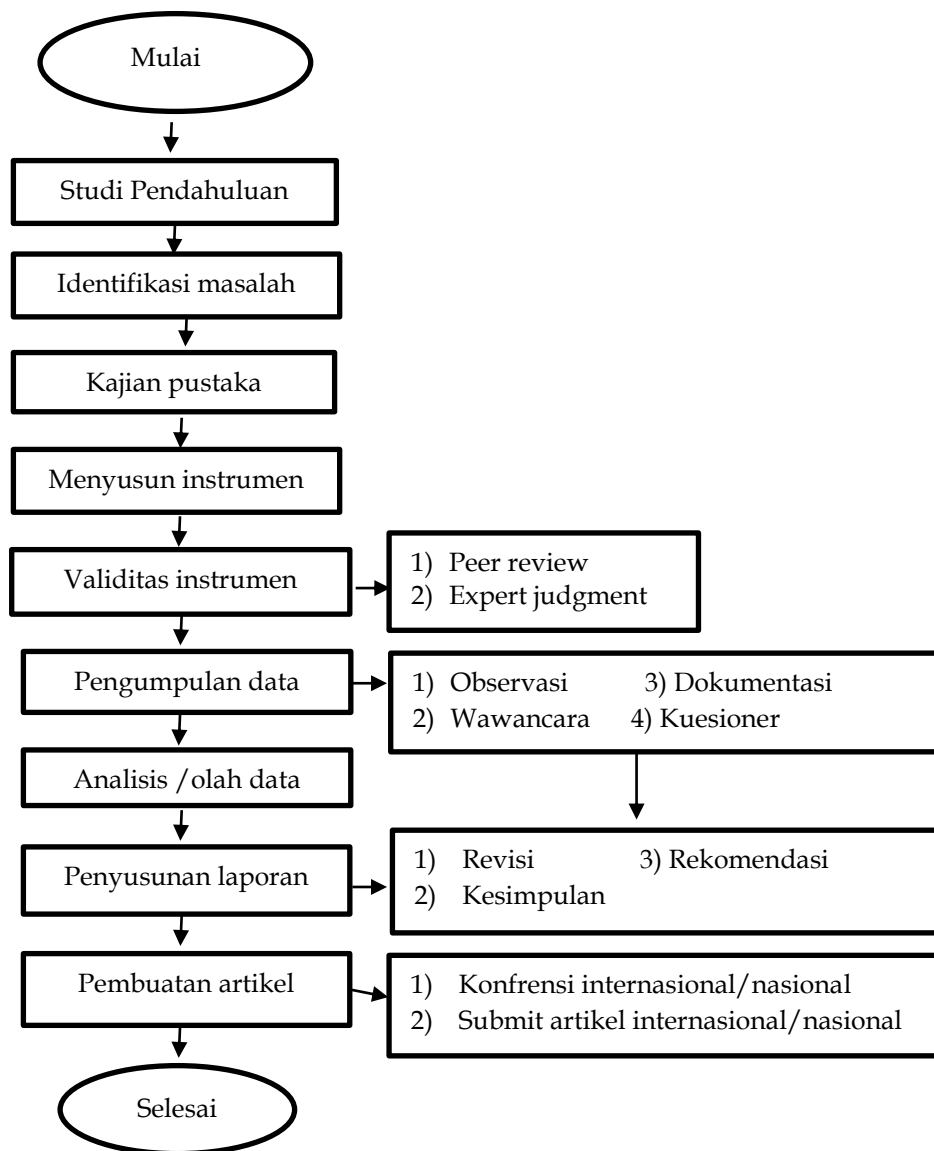 Mulai
Studi Pendahuluan
Identifikasi masalah
Kajian pustaka
Menyusun instrumen
Validitas instrumen
1) Peer review
2) Expert judgment
Pengumpulan data
1) Observasi 3) Dokumentasi
2) Wawancara 4) Kuesioner
Analisis /olah data
Penyusunan laporan
1) Revisi 3) Rekomendasi
2) Kesimpulan
Pembuatan artikel
1) Konfrensi internasional/nasional
2) Submit artikel internasional/nasional
Selesai